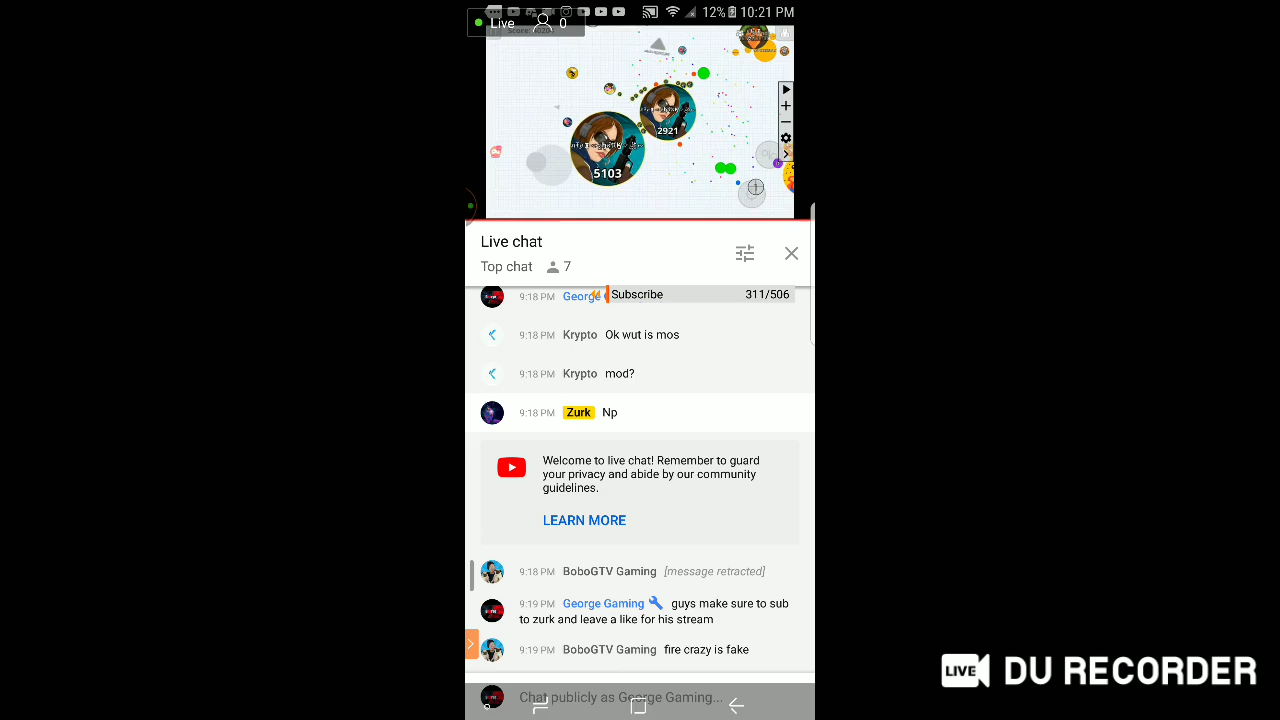 Live 0
12% 10:21 PM
2921
5103
Live chat
Top chat 7
9:18 PM George
Subscribe 311/506
9:18 PM Krypto Ok wut is mos
9:18 PM Krypto mod?
9:18 PM Zurk Np
Welcome to live chat! Remember to guard
your privacy and abide by our community
guidelines.
LEARN MORE
9:18 PM BoboGTV Gaming [message retracted]
9:19 PM George Gaming guys make sure to sub
to zurk and leave a like for his stream
9:19 PM BoboGTV Gaming fire crazy is fake
Chat publicly as George Gaming...
LIVE DU RECORDER